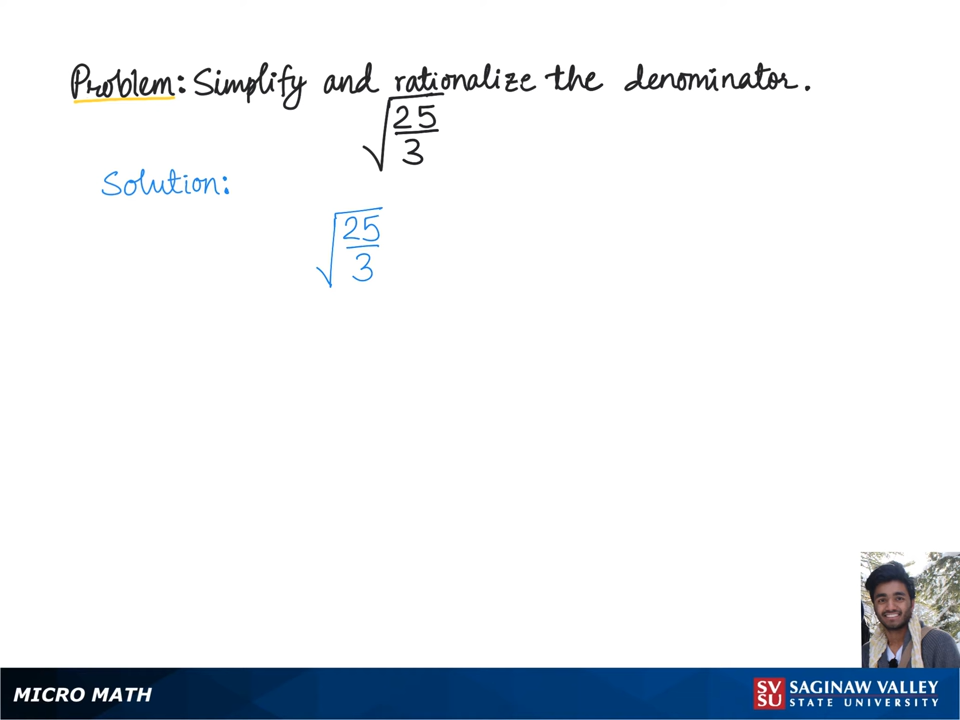 Problem: Simplify and rationalize the denominator.
√(25/3)
Solution:
√(25/3)
MICRO MATH
SV
SU
SAGINAW VALLEY
STATE UNIVERSITY